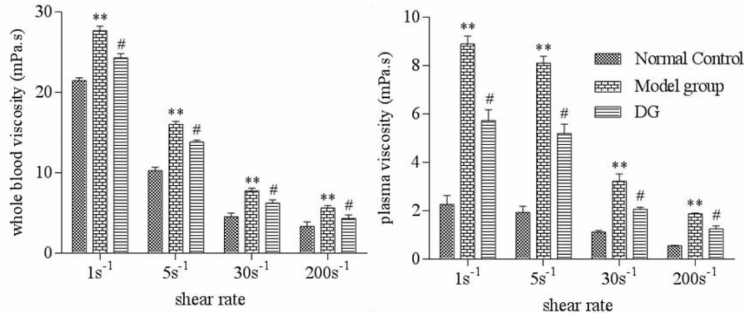 whole blood viscosity (mPa.s)
30
20
10
0
**
#
**
#
**
#
**
#
1s-1
5s-1
30s-1
200s-1
shear rate
plasma viscosity (mPa.s)
10
8
6
4
2
0
**
#
**
#
**
#
**
#
1s-1
5s-1
30s-1
200s-1
shear rate
Normal Control
Model group
DG